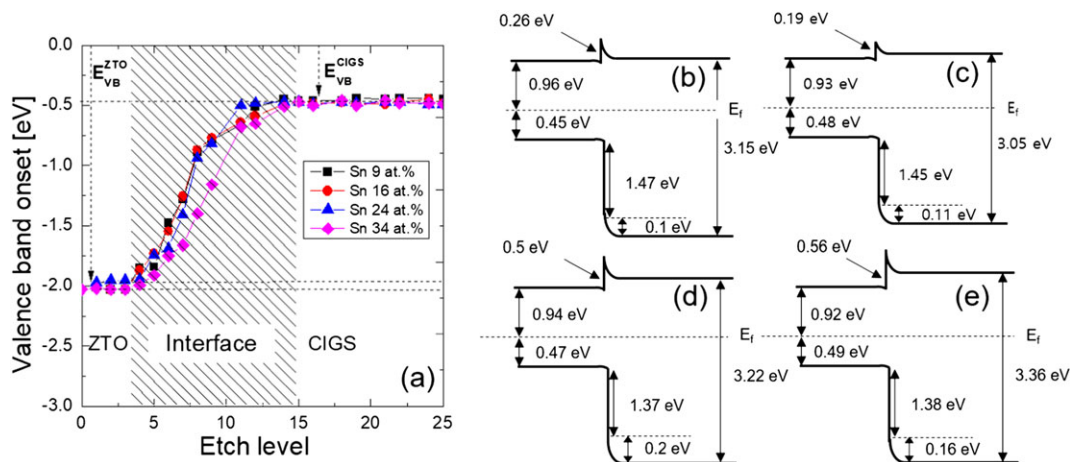 0.0
-0.5
-1.0
-1.5
-2.0
-2.5
-3.0
Valence band onset [eV]
E_VB^ZTO
E_VB^CIGS
Sn 9 at.%
Sn 16 at.%
Sn 24 at.%
Sn 34 at.%
ZTO Interface CIGS
(a)
0 5 10 15 20 25
Etch level
0.26 eV
(b)
0.96 eV
E_f
0.45 eV
3.15 eV
1.47 eV
0.1 eV
0.19 eV
(c)
0.93 eV
E_f
0.48 eV
3.05 eV
1.45 eV
0.11 eV
0.5 eV
(d)
0.94 eV
E_f
0.47 eV
3.22 eV
1.37 eV
0.2 eV
0.56 eV
(e)
0.92 eV
E_f
0.49 eV
3.36 eV
1.38 eV
0.16 eV